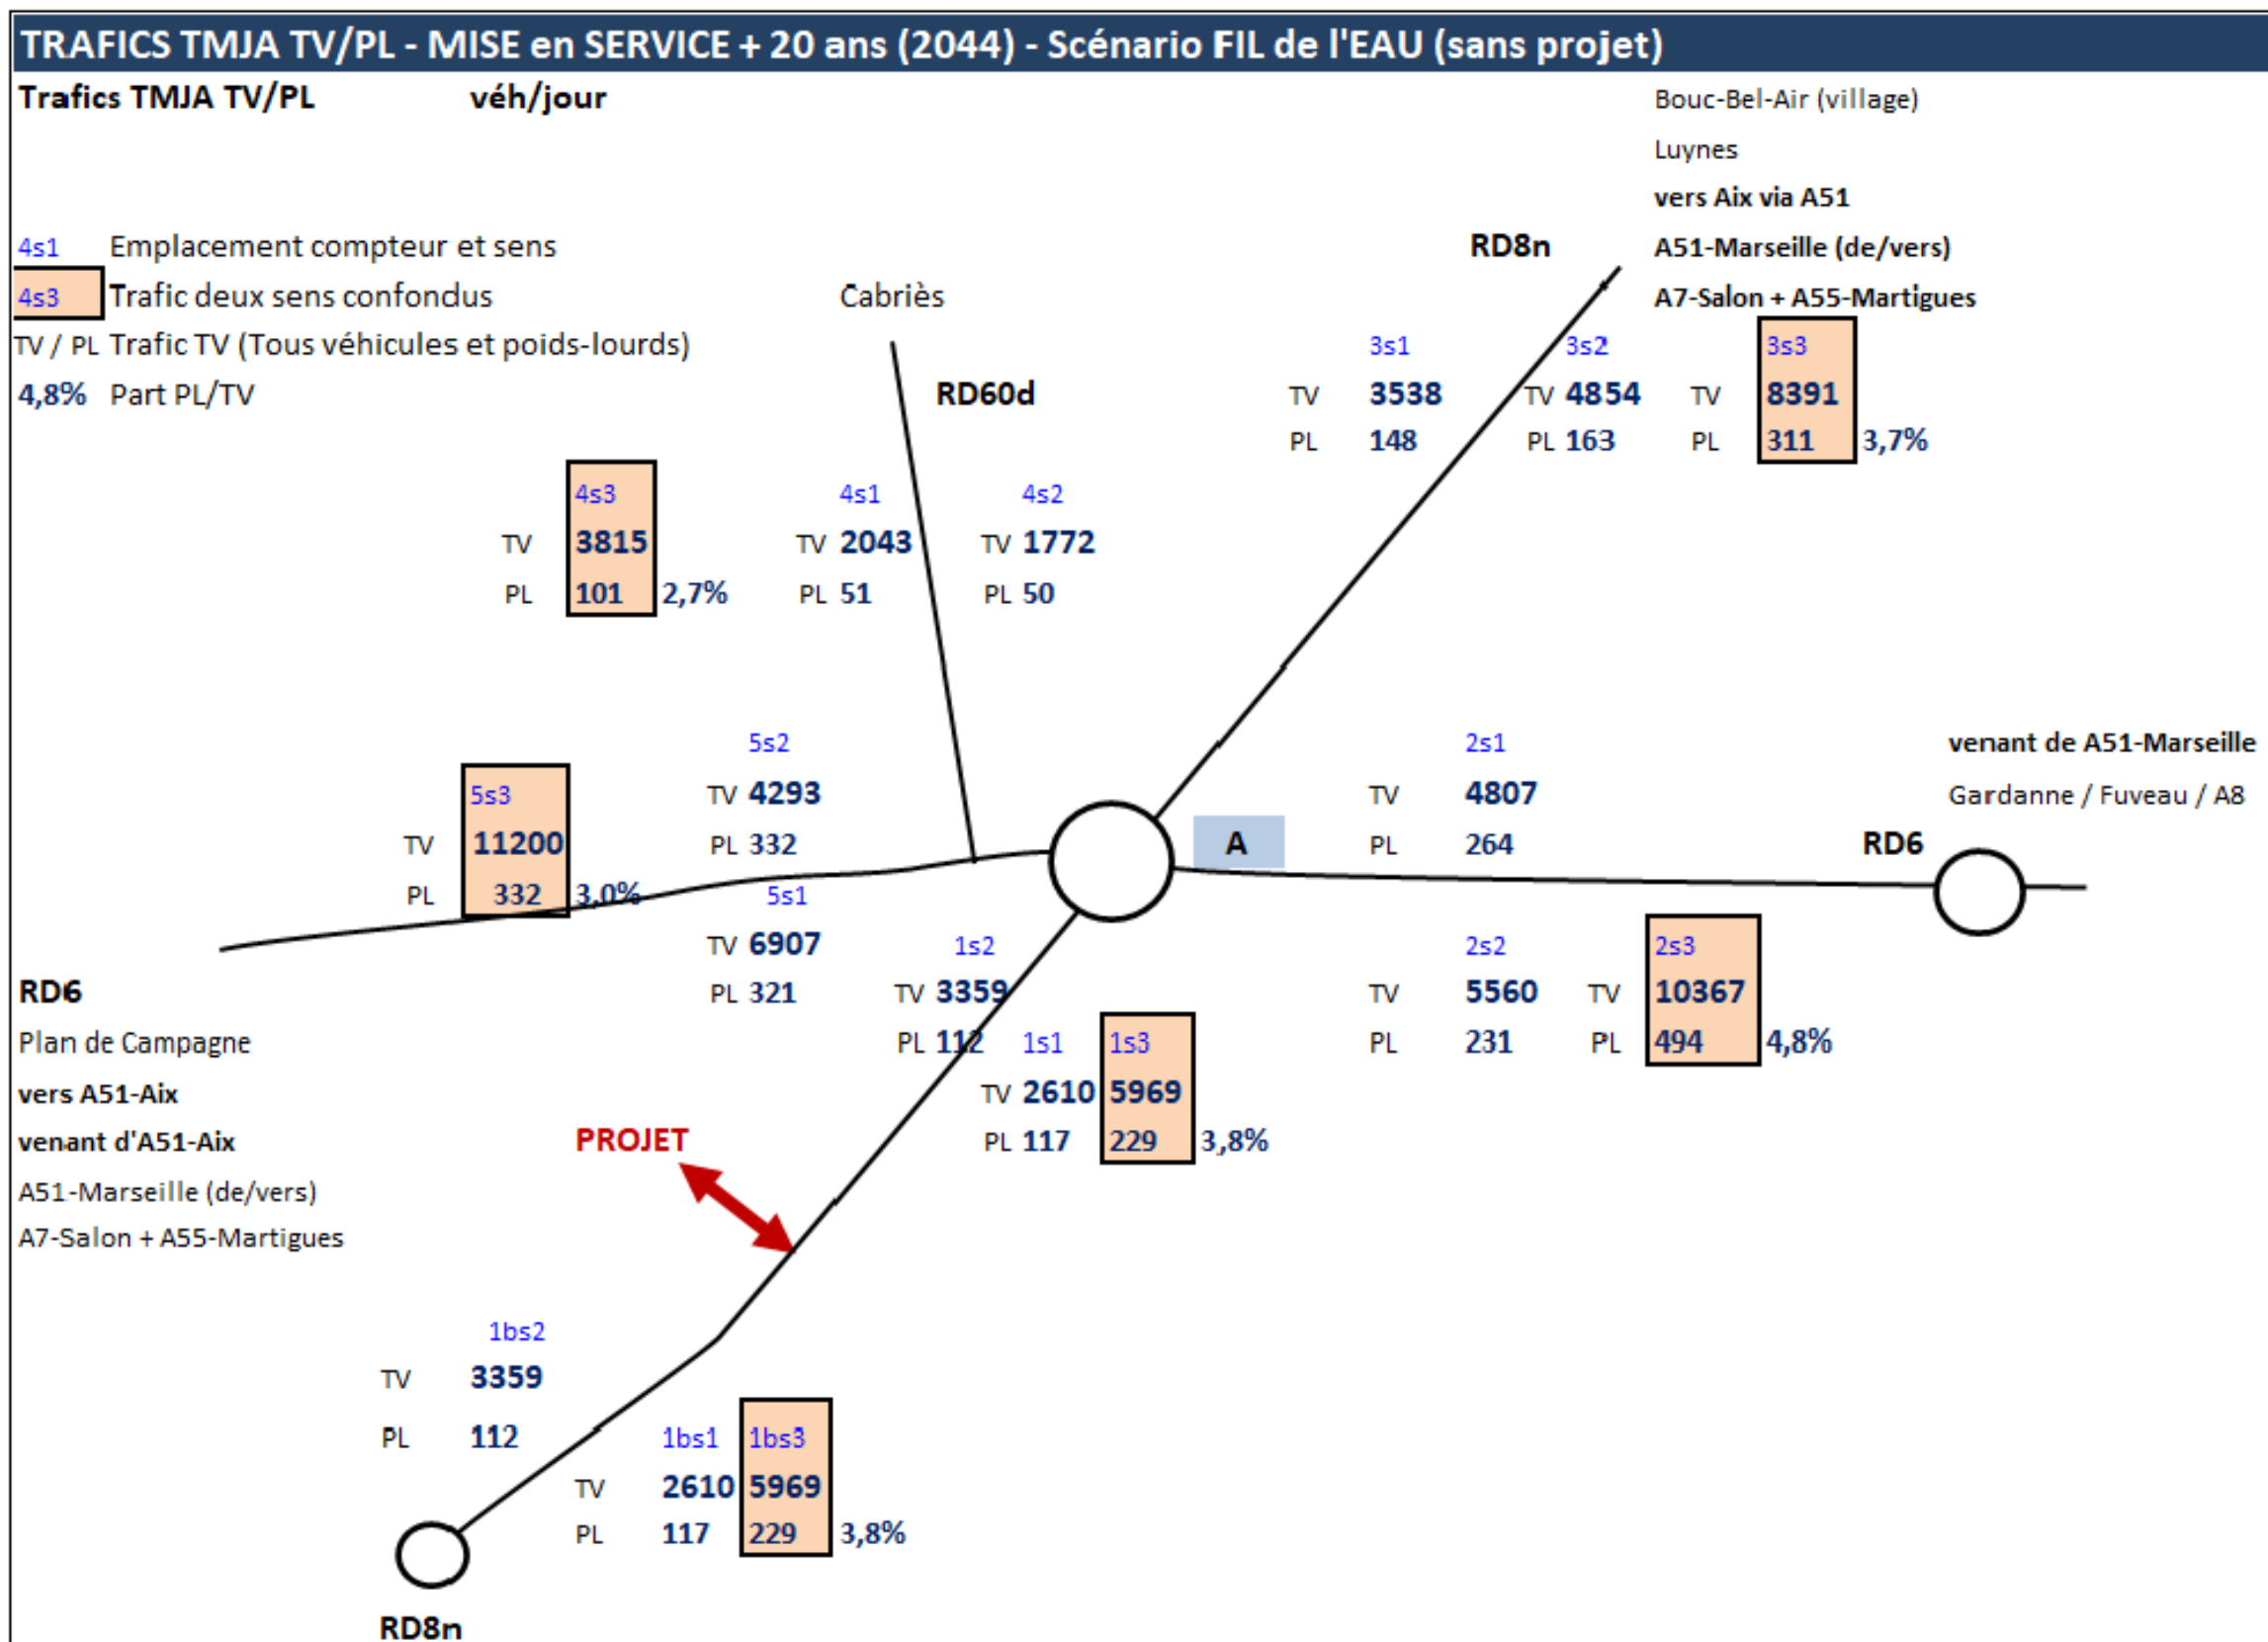 TRAFICS TMJA TV/PL - MISE en SERVICE + 20 ans (2044) - Scénario FIL de l'EAU (sans projet)
Trafics TMJA TV/PL véh/jour
Bouc-Bel-Air (village)
Luynes
vers Aix via A51
4s1 Emplacement compteur et sens
RD8n A51-Marseille (de/vers)
4s3 Trafic deux sens confondus
Cabriès
A7-Salon + A55-Martigues
TV / PL Trafic TV (Tous véhicules et poids-lourds)
3s1 3s2 3s3
4,8% Part PL/TV
RD60d
TV 3538 TV 4854 TV 8391
PL 148 PL 163 PL 311 3,7%
4s3 4s1 4s2
TV 3815 TV 2043 TV 1772
PL 101 2,7% PL 51 PL 50
5s2 2s1 venant de A51-Marseille
5s3 TV 4293 TV 4807 Gardanne / Fuveau / A8
TV 11200 PL 332 A PL 264 RD6
PL 332 3,0% 5s1
TV 6907 1s2 2s2 2s3
RD6 PL 321 TV 3359 TV 5560 TV 10367
Plan de Campagne PL 112 1s1 1s3 PL 231 PL 494 4,8%
vers A51-Aix TV 2610 5969
venant d'A51-Aix PROJET PL 117 229 3,8%
A51-Marseille (de/vers)
A7-Salon + A55-Martigues
1bs2
TV 3359
PL 112 1bs1 1bs3
TV 2610 5969
PL 117 229 3,8%
RD8n